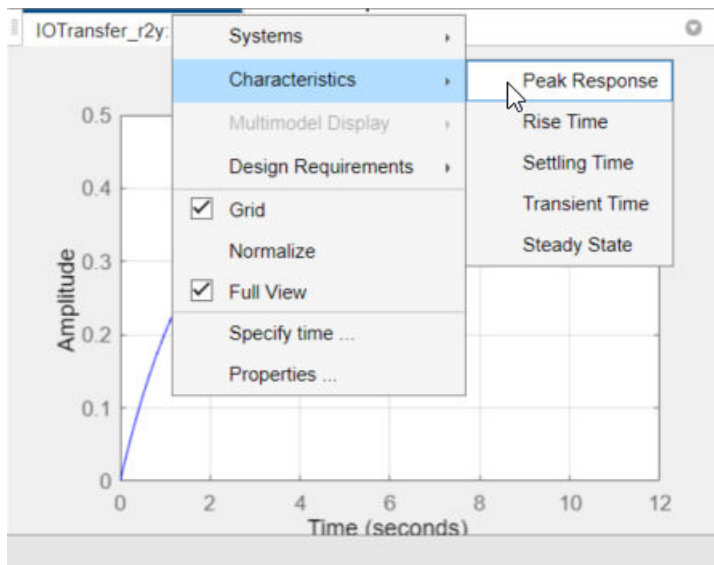 IOTransfer_r2y:
Systems
Characteristics
Multimodel Display
Design Requirements
Grid
Normalize
Full View
Specify time ...
Properties ...
Peak Response
Rise Time
Settling Time
Transient Time
Steady State
Amplitude
0.5
0.4
0.3
0.2
0.1
0
0 2 4 6 8 10 12
Time (seconds)